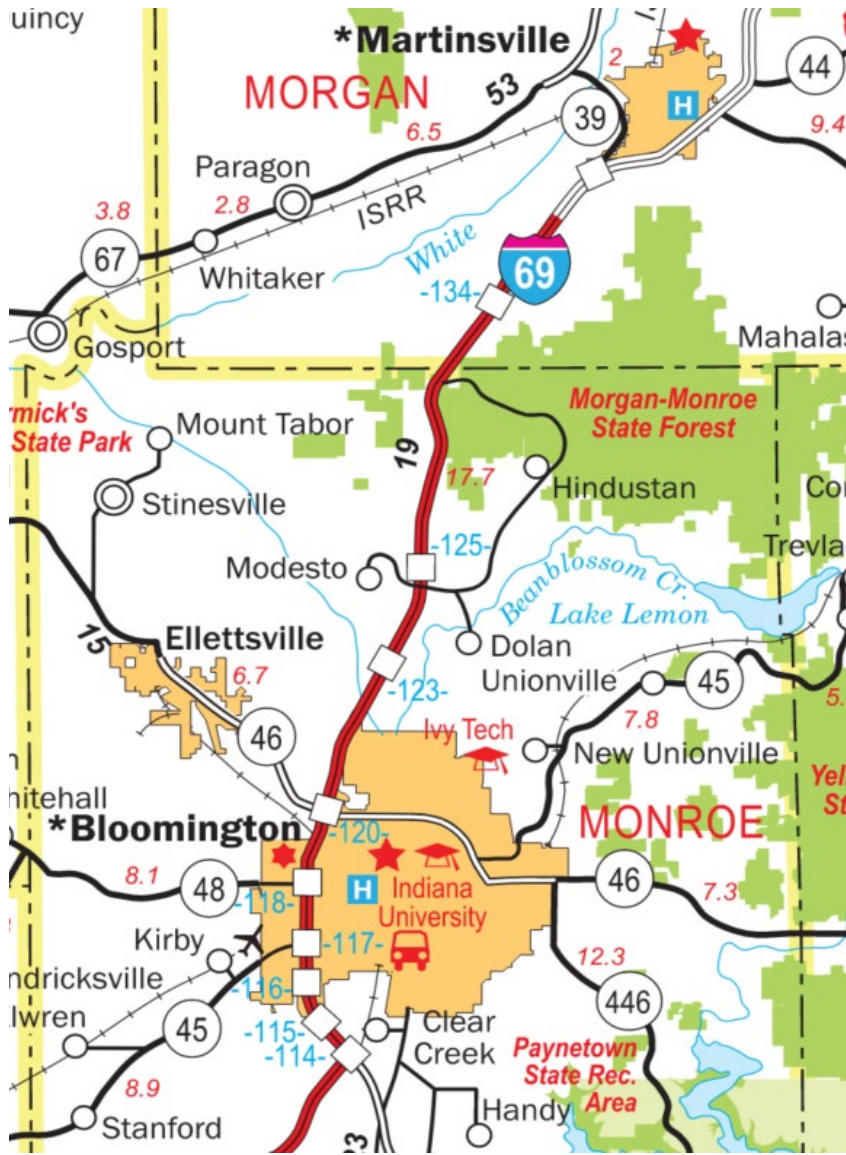 uincy
*Martinsville
2
44
MORGAN
53
H
39
6.5
9.4
Paragon
ISRR
3.8
2.8
67
Whitaker
White
69
-134-
Gosport
Mahalas
rmick's
State Park
Mount Tabor
Morgan-Monroe
State Forest
19
17.7
Hindustan
Stinesville
Co
-125-
Trevla
Modesto
Beanblossom Cr.
Lake Lemon
15
Ellettsville
Dolan
6.7
-123-
Unionville
45
7.8
5.
46
Ivy Tech
New Unionville
hitehall
Yel
St
*Bloomington
-120-
MONROE
8.1
48
-118-
H
Indiana
University
46
7.3
Kirby
-117-
12.3
ndricksville
-116-
446
lwren
45
-115-
-114-
Clear
Creek
Paynetown
State Rec.
Area
8.9
Stanford
Handy